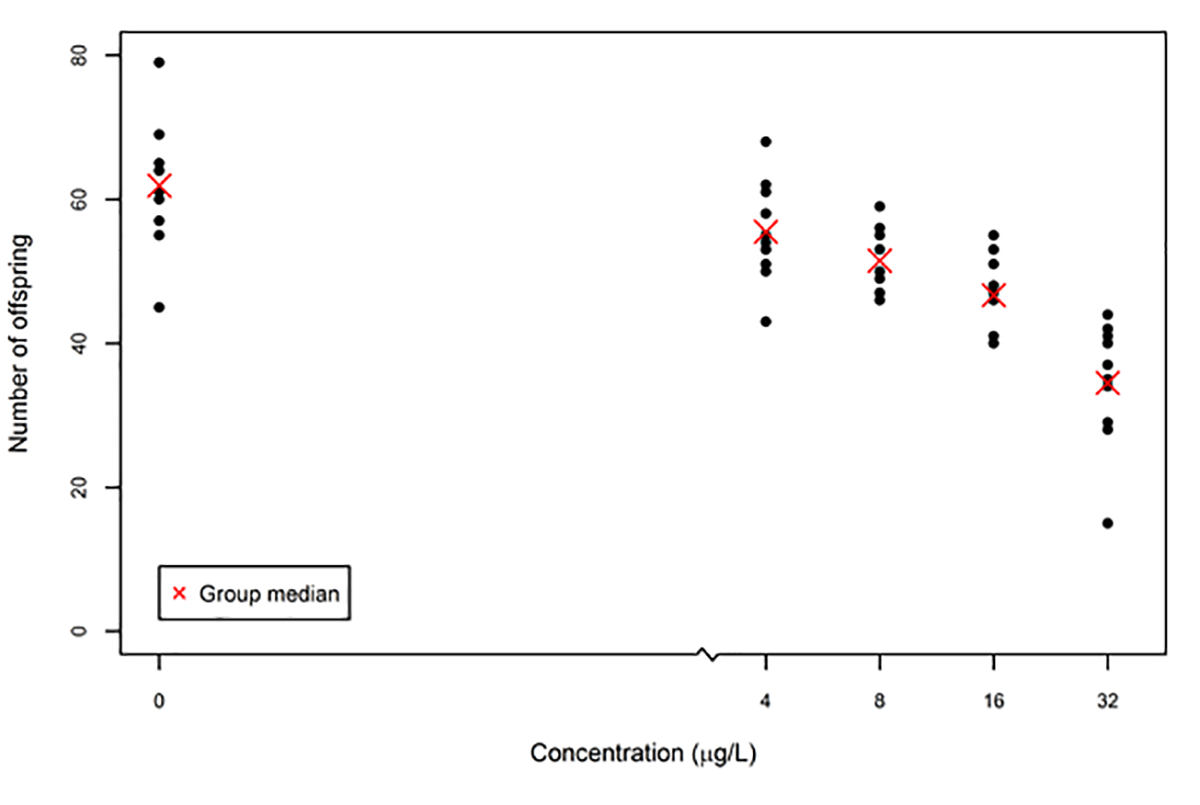 80
60
40
20
0
Number of offspring
Group median
0 4 8 16 32
Concentration (μg/L)